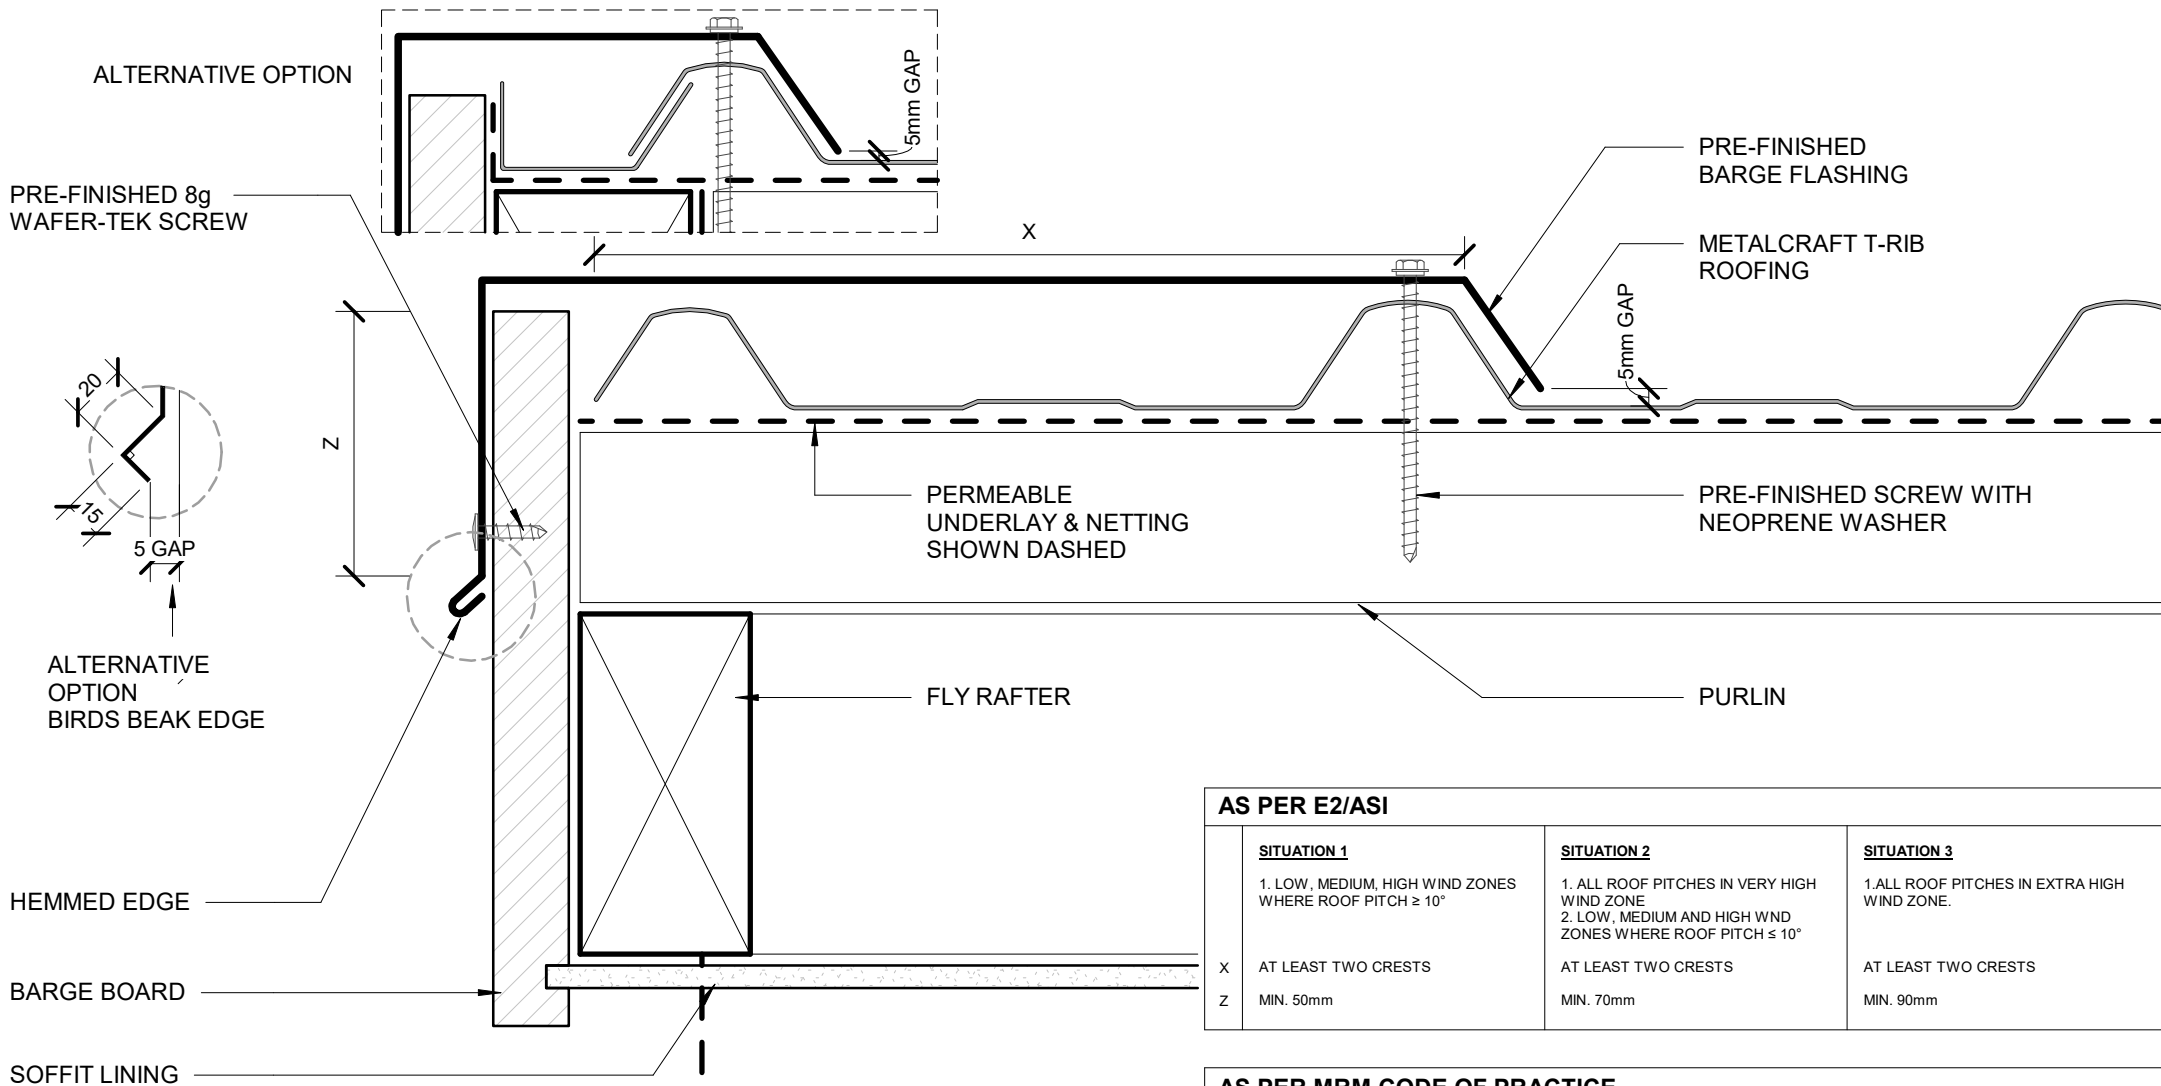 ALTERNATIVE OPTION
5mm GAP
PRE-FINISHED 8g
WAFER-TEK SCREW
X
PRE-FINISHED
BARGE FLASHING
METALCRAFT T-RIB
ROOFING
5mm GAP
Z
20
15
5 GAP
ALTERNATIVE
OPTION
BIRDS BEAK EDGE
PERMEABLE
UNDERLAY & NETTING
SHOWN DASHED
PRE-FINISHED SCREW WITH
NEOPRENE WASHER
FLY RAFTER
PURLIN
HEMMED EDGE
BARGE BOARD
SOFFIT LINING
AS PER E2/ASI
SITUATION 1
1. LOW, MEDIUM, HIGH WIND ZONES
WHERE ROOF PITCH ≥ 10°
SITUATION 2
1. ALL ROOF PITCHES IN VERY HIGH
WIND ZONE
2. LOW, MEDIUM AND HIGH WND
ZONES WHERE ROOF PITCH ≤ 10°
SITUATION 3
1.ALL ROOF PITCHES IN EXTRA HIGH
WIND ZONE.
X AT LEAST TWO CRESTS AT LEAST TWO CRESTS AT LEAST TWO CRESTS
Z MIN. 50mm MIN. 70mm MIN. 90mm
AS PER MRM CODE OF PRACTICE